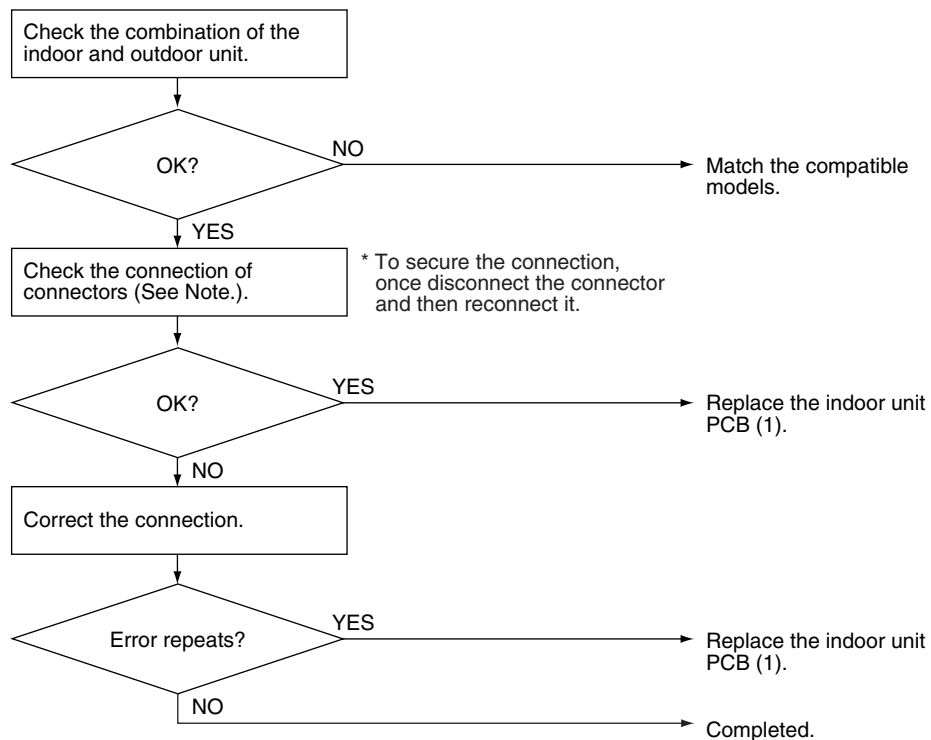 Check the combination of the
indoor and outdoor unit.
OK?
NO
Match the compatible
models.
YES
Check the connection of
connectors (See Note.).
* To secure the connection,
once disconnect the connector
and then reconnect it.
OK?
YES
Replace the indoor unit
PCB (1).
NO
Correct the connection.
Error repeats?
YES
Replace the indoor unit
PCB (1).
NO
Completed.